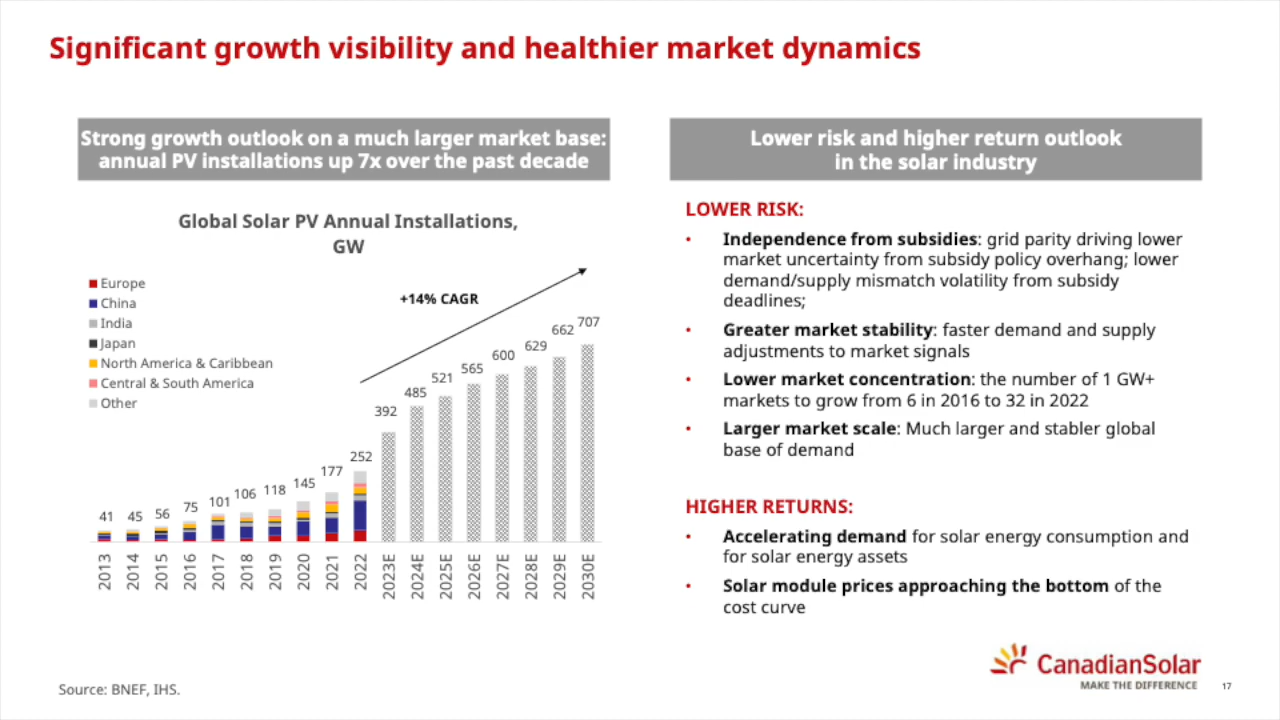 Significant growth visibility and healthier market dynamics
Strong growth outlook on a much larger market base:
annual PV installations up 7x over the past decade
Global Solar PV Annual Installations,
GW
Europe
China
India
Japan
North America & Caribbean
Central & South America
Other
+14% CAGR
41
45
56
75
101
106
118
145
177
252
392
485
521
565
600
629
662
707
2013
2014
2015
2016
2017
2018
2019
2020
2021
2022
2023E
2024E
2025E
2026E
2027E
2028E
2029E
2030E
Lower risk and higher return outlook
in the solar industry
LOWER RISK:
• Independence from subsidies: grid parity driving lower
market uncertainty from subsidy policy overhang; lower
demand/supply mismatch volatility from subsidy
deadlines;
• Greater market stability: faster demand and supply
adjustments to market signals
• Lower market concentration: the number of 1 GW+
markets to grow from 6 in 2016 to 32 in 2022
• Larger market scale: Much larger and stabler global
base of demand
HIGHER RETURNS:
• Accelerating demand for solar energy consumption and
for solar energy assets
• Solar module prices approaching the bottom of the
cost curve
Source: BNEF, IHS.
CanadianSolar
MAKE THE DIFFERENCE
17